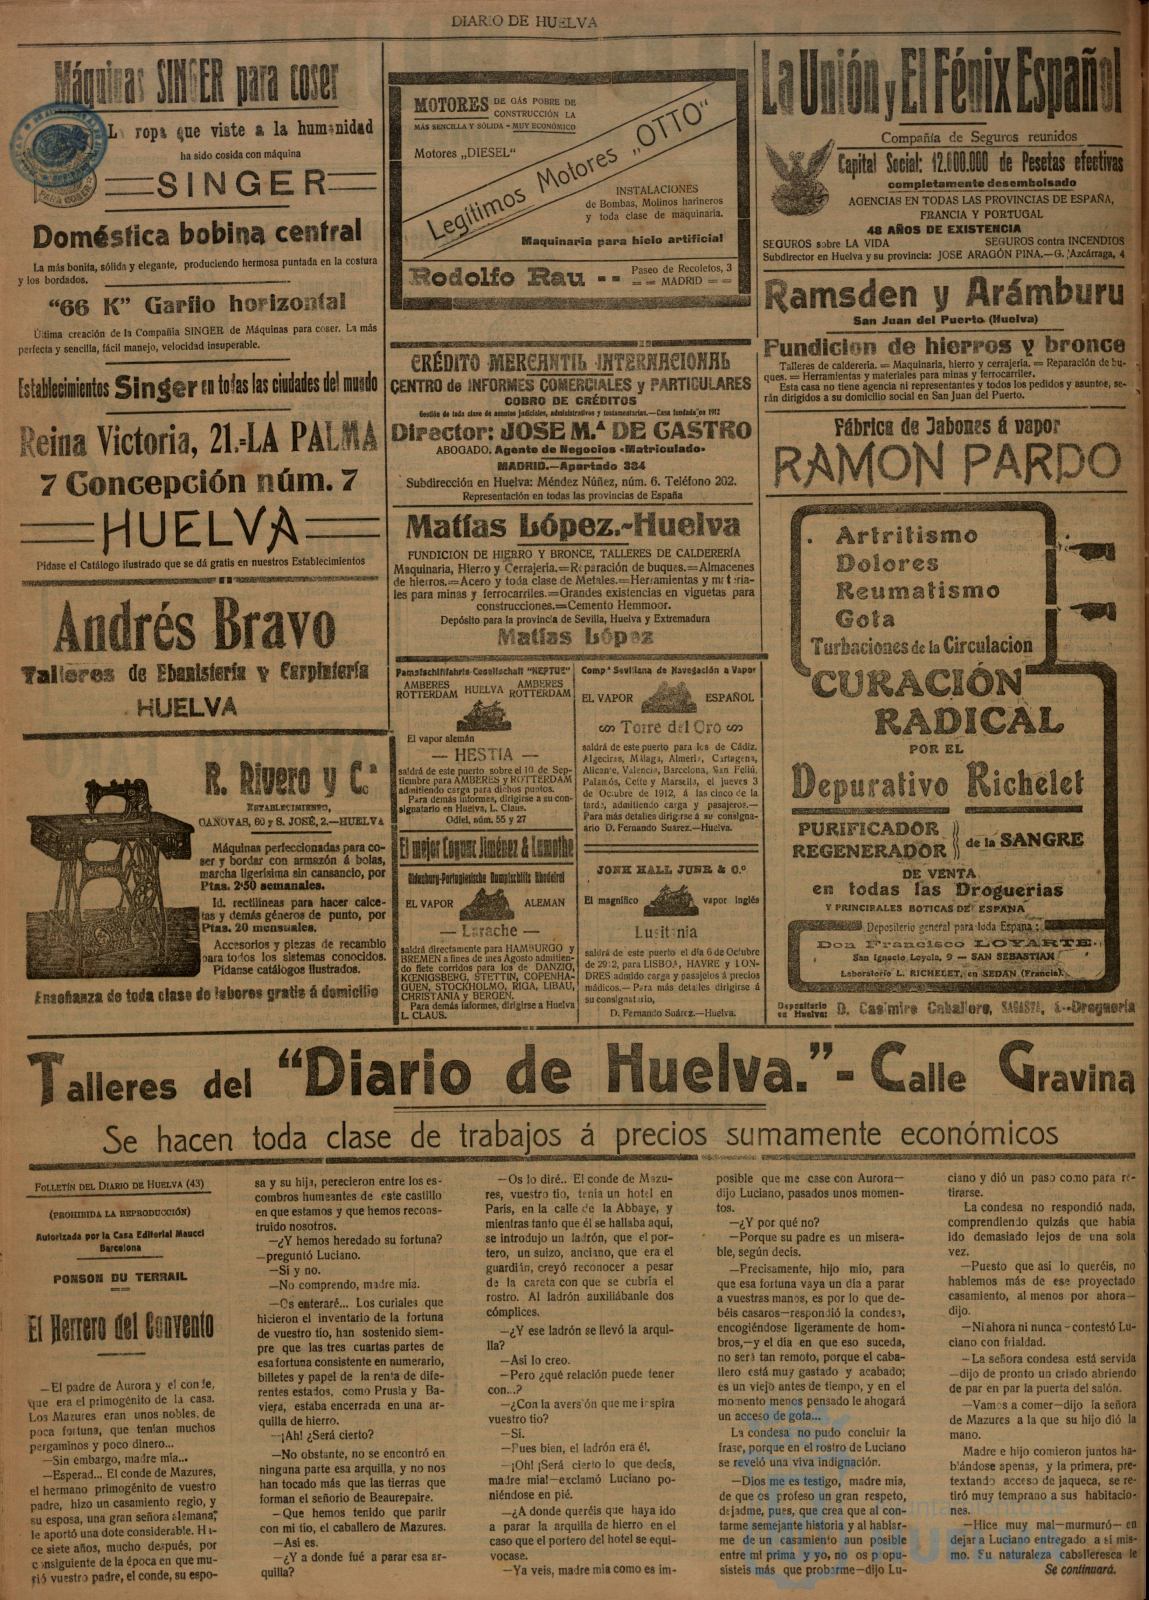 DIARIO DE HUELVA
Máquinas SINGER para coser
La ropa que viste a la humanidad
ha sido cosida con máquina
SINGER
PARA COSER
Doméstica bobina central
La más bonita, sólida y elegante, produciendo hermosa puntada en la costura
y los bordados.
"66 K" Garfio horizontal
Última creación de la Compañía SINGER de Máquinas para coser. La más
perfecta y sencilla, fácil manejo, velocidad insuperable.
Establecimientos Singer en todas las ciudades del mundo
Reina Victoria, 21.=LA PALMA
7 Concepción núm. 7
HUELVA
Pídase el Catálogo ilustrado que se dá gratis en nuestros Establecimientos
Andrés Bravo
Talleres de Ebanistería y Carpintería
HUELVA
R. Rivero y C.ª
ESTABLECIMIENTO,
CANOVAS, 60 y S. JOSÉ, 2.—HUELVA
Máquinas perfeccionadas para co-
ser y bordar con armazón á bolas,
marcha ligerísima sin cansancio, por
Ptas. 2'50 semanales.
Id. rectilíneas para hacer calce-
tas y demás géneros de punto, por
Ptas. 20 mensuales.
Accesorios y piezas de recambio
para todos los sistemas conocidos.
Pídanse catálogos ilustrados.
Enseñanza de toda clase de labores gratis á domicilio
MOTORES DE GÁS POBRE DE
CONSTRUCCIÓN LA
MÁS SENCILLA Y SÓLIDA - MUY ECONÓMICO
Motores „DIESEL"
Legítimos Motores „OTTO"
INSTALACIONES
de Bombas, Molinos harineros
y toda clase de maquinaria.
Maquinaria para hielo artificial
Rodolfo Rau -- Paseo de Recoletos, 3
== MADRID ==
CRÉDITO MERCANTIL INTERNACIONAL
CENTRO de INFORMES COMERCIALES y PARTICULARES
COBRO DE CRÉDITOS
Gestión de toda clase de asuntos judiciales, administrativos y testamentarios.—Casa fundada en 1912
Director: JOSE M.ª DE CASTRO
ABOGADO. Agente de Negocios «Matriculado»
MADRID.—Apartado 334
Subdirección en Huelva: Méndez Núñez, núm. 6. Teléfono 202.
Representación en todas las provincias de España
Matías López.-Huelva
FUNDICION DE HIERRO Y BRONCE, TALLERES DE CALDERERÍA
Maquinaria, Hierro y Cerrajería.=Reparación de buques.=Almacenes
de hierros.=Acero y toda clase de Metales.=Herramientas y materia-
les para minas y ferrocarriles.=Grandes existencias en viguetas para
construcciones.=Cemento Hemmoor.
Depósito para la provincia de Sevilla, Huelva y Extremadura
Matías López
Dampfschiffahrts-Gesellschaft "NEPTUE"
AMBERES HUELVA AMBERES
ROTTERDAM ROTTERDAM
El vapor alemán
— HESTIA —
saldrá de este puerto sobre el 10 de Sep-
tiembre para AMBERES y ROTTERDAM
admitiendo carga para dichos puntos.
Para demás informes, dirigirse a su con-
signatario en Huelva, L. Claus.
Odiel, núm. 55 y 27
El mejor Cognac Jiménez & Lamothe
Oldenburg-Portugiesische Dampschiffs Rhederei
EL VAPOR ALEMAN
— Larache —
saldrá directamente para HAMBURGO y
BREMEN a fines de mes Agosto admitien-
do flete corridos para los de DANZIG,
KŒNIGSBERG, STETTIN, COPENHA-
GUEN, STOCKHOLMO, RIGA, LIBAU,
CHRISTANIA y BERGEN.
Para demás informes, dirigirse a Huelva
L. CLAUS.
Comp.ª Sevillana de Navegación a Vapor
EL VAPOR ESPAÑOL
Torre del Oro
saldrá de este puerto para los de Cádiz,
Algeciras, Málaga, Almería, Cartagena,
Alicante, Valencia, Barcelona, San Feliú,
Palamós, Cette y Marsella, el jueves 3
de Octubre de 1912, á las cinco de la
tarde, admitiendo carga y pasajeros.—
Para más detalles dirigirse á su consigna-
ario D. Fernando Suárez.—Huelva.
JOHN HALL JUNR & C.º
El magnífico vapor inglés
Lusitania
saldrá de este puerto el día 6 de Octubre
de 2912, para LISBOA, HAVRE y LON-
DRES admitido carga y pasajelos á precios
módicos.—Para más detalles dirigirse á
su consignatario,
D. Fernando Suárez.—Huelva.
La Unión y El Fénix Español
Compañía de Seguros reunidos
Capital Social: 12.000.000 de Pesetas efectivas
completamente desembolsado
AGENCIAS EN TODAS LAS PROVINCIAS DE ESPAÑA,
FRANCIA Y PORTUGAL
48 AÑOS DE EXISTENCIA
SEGUROS sobre LA VIDA SEGUROS contra INCENDIOS
Subdirector en Huelva y su provincia: JOSE ARAGÓN PINA.—G. Azcárraga, 4
Ramsden y Arámburu
San Juan del Puerto (Huelva)
Fundicion de hierros y bronce
Talleres de calderería. = Maquinaria, hierro y cerrajería. = Reparación de bu-
ques. = Herramientas y materiales para minas y ferrocarriler.
Esta casa no tiene agencia ni representantes y todos los pedidos y asuntos, se-
rán dirigidos a su domicilio social en San Juan del Puerto.
Fábrica de Jabones á vapor
RAMON PARDO
Artritismo
Dolores
Reumatismo
Gota
Turbaciones de la Circulacion
CURACIÓN
RADICAL
POR EL
Depurativo Richelet
PURIFICADOR
REGENERADOR de la SANGRE
DE VENTA
en todas las Droguerias
Y PRINCIPALES BOTICAS DE ESPAÑA
Depositerio general para toda España:
Don Francisco LOYARTE
San Ignacio Loyola, 9 — SAN SEBASTIAN
Laboratorio L. RICHELET, en SEDAN (Francia)
Depositario
en Huelva: D. Casimiro Caballero, SAGASTA, &—Droguería
Talleres del "Diario de Huelva."- Calle Gravina
Se hacen toda clase de trabajos á precios sumamente económicos
FOLLETÍN DEL DIARIO DE HUELVA (43)
(PROHIBIDA LA REPRODUCCIÓN)
Autorizada por la Casa Editorial Maucci
Barcelona
PONSON DU TERRAIL
El Herrero del Convento
—El padre de Aurora y el conde,
que era el primogénito de la casa.
Los Mazures eran unos nobles, de
poca fortuna, que tenían muchos
pergaminos y poco dinero...
—Sin embargo, madre mía...
—Esperad... El conde de Mazures,
el hermano primogénito de vuestro
padre, hizo un casamiento regio, y
su esposa, una gran señora alemana,
le aportó una dote considerable. Ha-
ce siete años, mucho después, por
consiguiente de la época en que mu-
rió vuestro padre, el conde, su espo-
sa y su hija, perecieron entre los es-
combros humeantes de este castillo
en que estamos y que hemos recons-
truído nosotros.
—¿Y hemos heredado su fortuna?
—preguntó Luciano.
—Sí y no.
—No comprendo, madre mía.
—Os enteraré... Los curiales que
hicieron el inventario de la fortuna
de vuestro tío, han sostenido siem-
pre que las tres cuartas partes de
esa fortuna consistente en numerario,
billetes y papel de la renta de dife-
rentes estados, como Prusia y Ba-
viera, estaba encerrada en una ar-
quilla de hierro.
—¡Ah! ¿Será cierto?
—No obstante, no se encontró en
ninguna parte esa arquilla, y no nos
han tocado más que las tierras que
forman el señorio de Beaurepaire.
—Que hemos tenido que partir
con mi tío, el caballero de Mazures.
—Así es.
—¿Y a donde fué a parar esa ar-
quilla?
—Os lo diré.. El conde de Mazu-
res, vuestro tío, tenía un hotel en
París, en la calle de la Abbaye, y
mientras tanto que él se hallaba aquí,
se introdujo un ladrón, que el por-
tero, un suizo, anciano, que era el
guardián, creyó reconocer a pesar
de la careta con que se cubría el
rostro. Al ladrón auxiliábanle dos
cómplices.
—¿Y ese ladrón se llevó la arqui-
lla?
—Así lo creo.
—Pero ¿qué relación puede tener
con...?
—¿Con la aversión que me inspira
vuestro tío?
—Sí.
—Pues bien, el ladrón era él.
—¡Oh! ¡Será cierto lo que decís,
madre mía!—exclamó Luciano po-
niéndose en pié.
—¿A donde queréis que haya ido
a parar la arquilla de hierro en el
caso que el portero del hotel se equi-
vocase.
—Ya veis, madre mía como es im-
posible que me case con Aurora—
dijo Luciano, pasados unos momen-
tos.
—¿Y por qué no?
—Porque su padre es un misera-
ble, según decís.
—Precisamente, hijo mío, para
que esa fortuna vaya un día a parar
a vuestras manos, es por lo que de-
béis casaros—respondió la condesa,
encogiéndose ligeramente de hom-
bros,—y el día en que eso suceda,
no será tan remoto, porque el caba-
llero está muy gastado y acabado;
es un viejo antes de tiempo, y en el
momento menos pensado le ahogará
un acceso de gota...
La condesa no pudo concluir la
frase, porque en el rostro de Luciano
se reveló una viva indignación.
—Dios me es testigo, madre mía,
de que os profeso un gran respeto,
dejadme, pues, que crea que al con-
tarme semejante historia y al hablar-
me de un casamiento aun posible
entre mi prima y yo, no os propu-
sisteis más que probarme—dijo Lu-
ciano y dió un paso como para re-
tirarse.
La condesa no respondió nada,
comprendiendo quizás que había
ido demasiado lejos de una sola
vez.
—Puesto que así lo queréis, no
hablemos más de ese proyectado
casamiento, al menos por ahora—
dijo.
—Ni ahora ni nunca—contestó Lu-
ciano con frialdad.
—La señora condesa está servida
—dijo de pronto un criado abriendo
de par en par la puerta del salón.
—Vamos a comer—dijo la señora
de Mazures a la que su hijo dió la
mano.
Madre e hijo comieron juntos ha-
blándose apenas, y la primera, pre-
textando acceso de jaqueca, se re-
tiró muy temprano a sus habitacio-
nes.
—Hice muy mal—murmuró— en
dejar a Luciano entregado a sí mis-
mo. Su naturaleza caballeresca le
Se continuará.
Ayuntamiento de
HUELVA